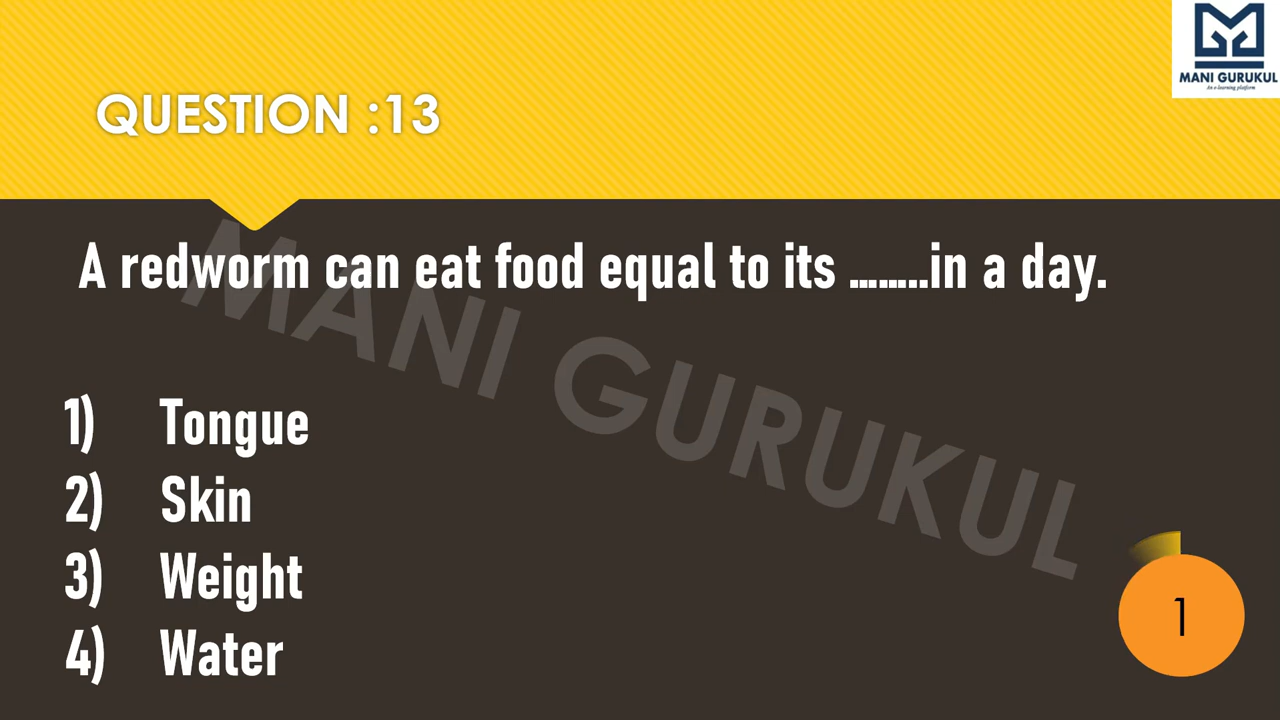 MANI GURUKUL
An e-learning platform
QUESTION :13
A redworm can eat food equal to its ........in a day.
MANI GURUKUL
1) Tongue
2) Skin
3) Weight
4) Water
1